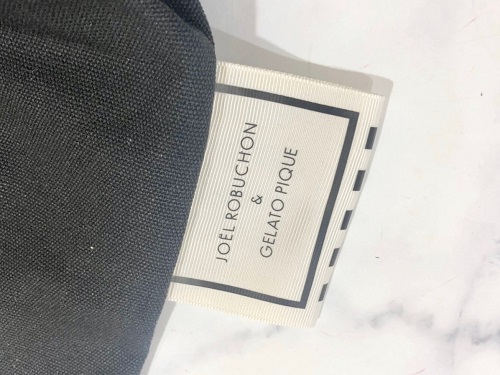 JOËL ROBUCHON
&
GELATO PIQUE